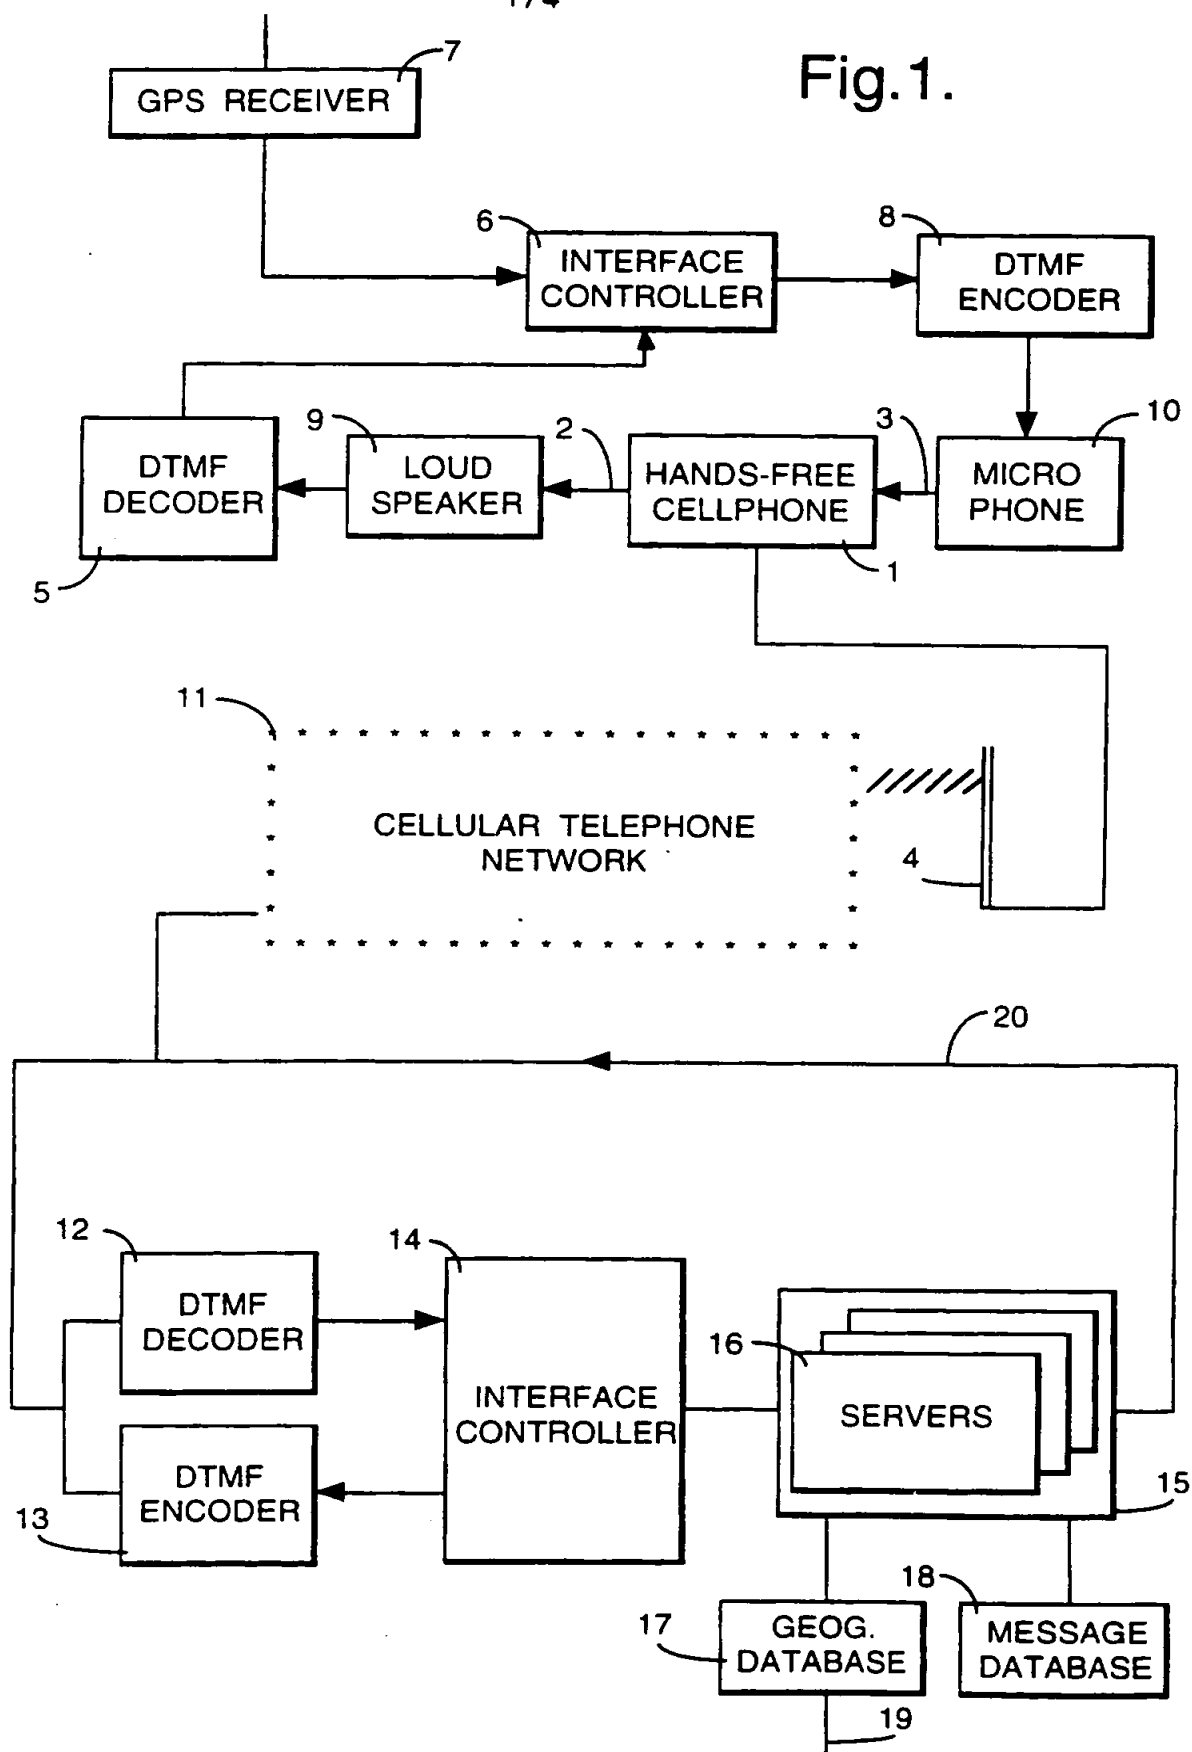 Fig.1.
7
GPS RECEIVER
6
INTERFACE
CONTROLLER
8
DTMF
ENCODER
5
DTMF
DECODER
9
LOUD
SPEAKER
2
HANDS-FREE
CELLPHONE
1
3
MICRO
PHONE
10
11
CELLULAR TELEPHONE
NETWORK
4
20
12
DTMF
DECODER
13
DTMF
ENCODER
14
INTERFACE
CONTROLLER
16
SERVERS
15
17
GEOG.
DATABASE
18
MESSAGE
DATABASE
19